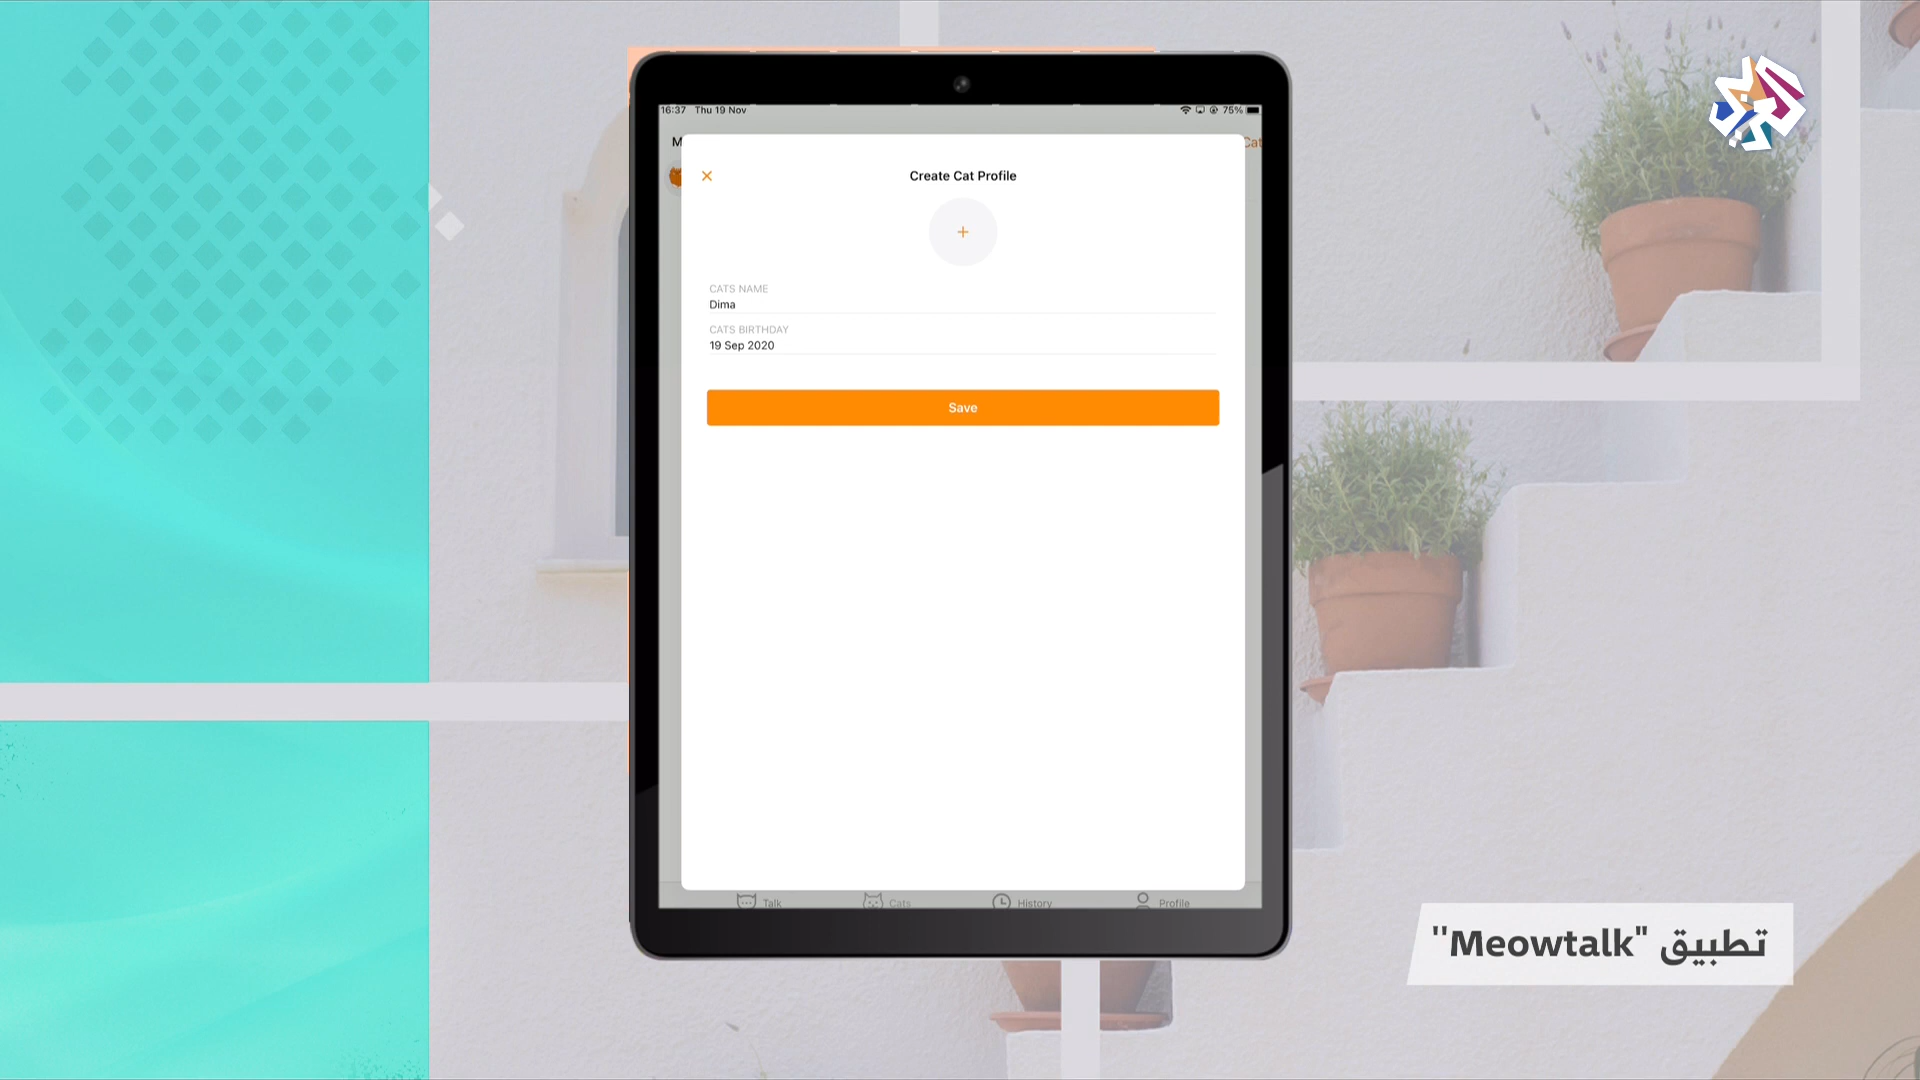 16:37 Thu 19 Nov
75%
M
Cat
Create Cat Profile
+
CATS NAME
Dima
CATS BIRTHDAY
19 Sep 2020
Save
Talk
Cats
History
Profile
تطبيق "Meowtalk"